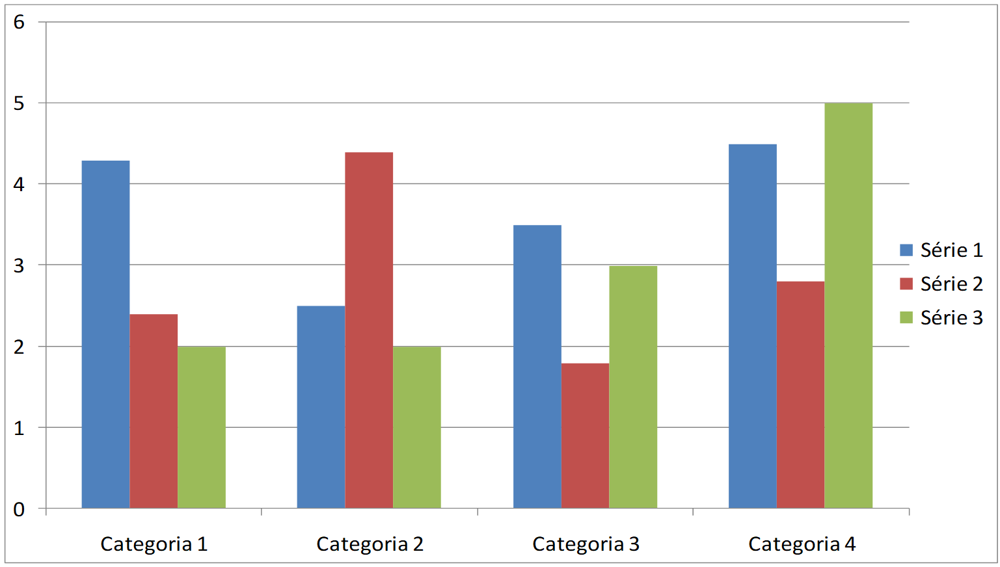 6
5
4
3
2
1
0
Categoria 1
Categoria 2
Categoria 3
Categoria 4
Série 1
Série 2
Série 3